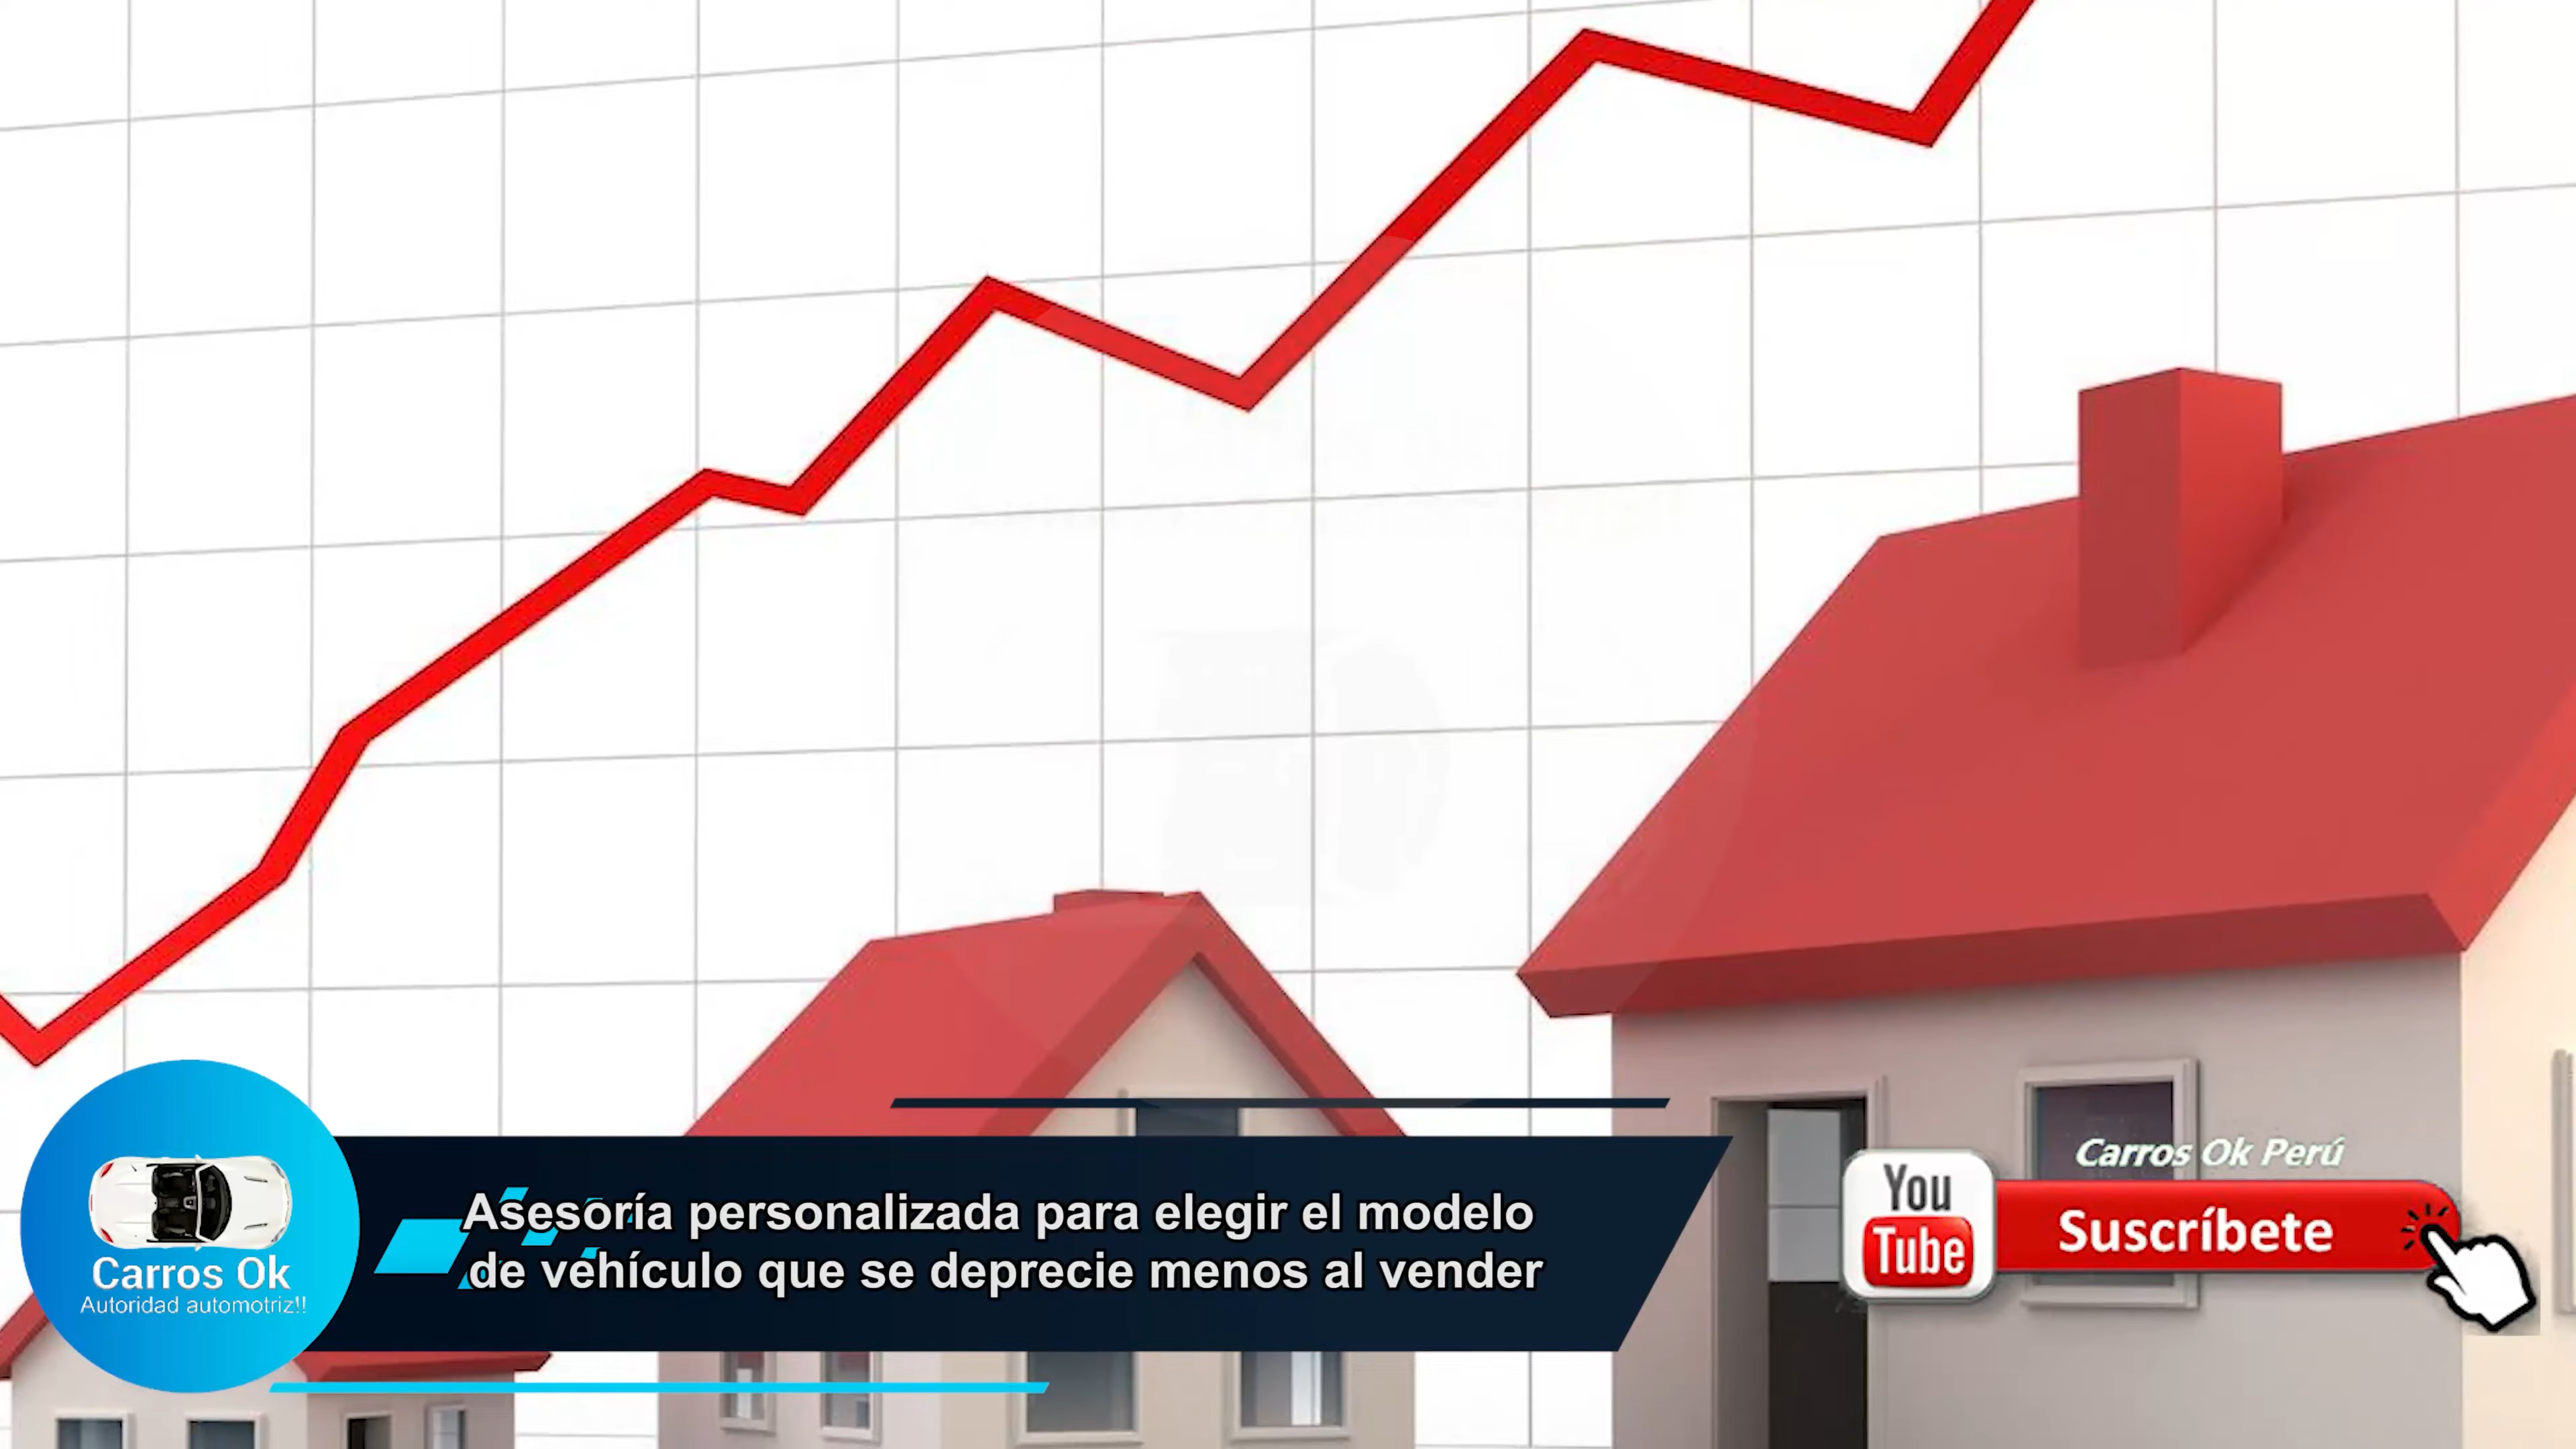 Carros Ok
Autoridad automotriz!!
Asesoría personalizada para elegir el modelo
de vehículo que se deprecie menos al vender
Carros Ok Perú
You
Tube
Suscríbete